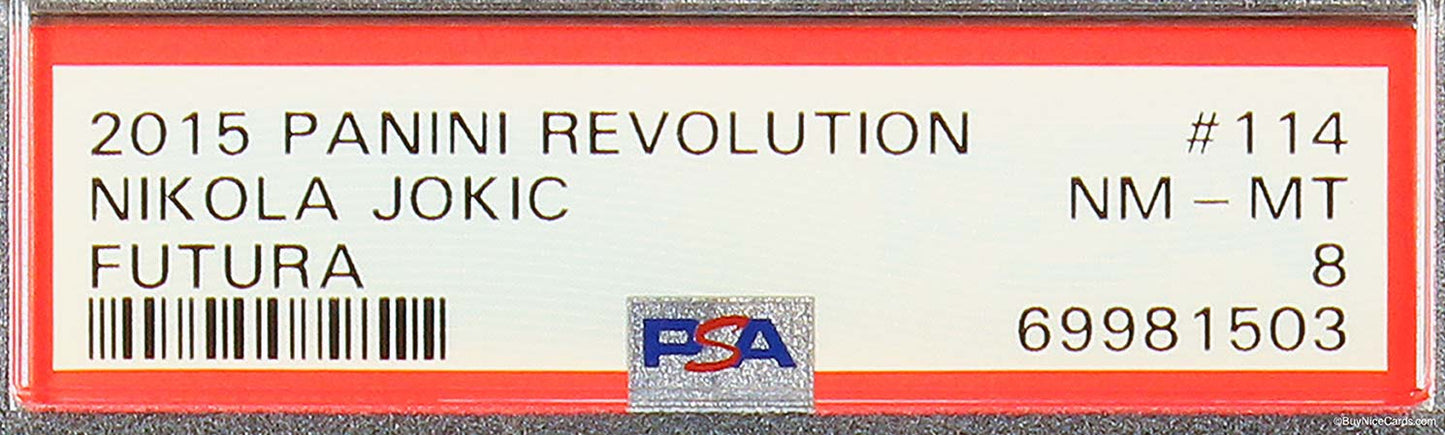 2015 PANINI REVOLUTION #114
NIKOLA JOKIC NM - MT
FUTURA 8
PSA 69981503
©BuyNiceCards.com